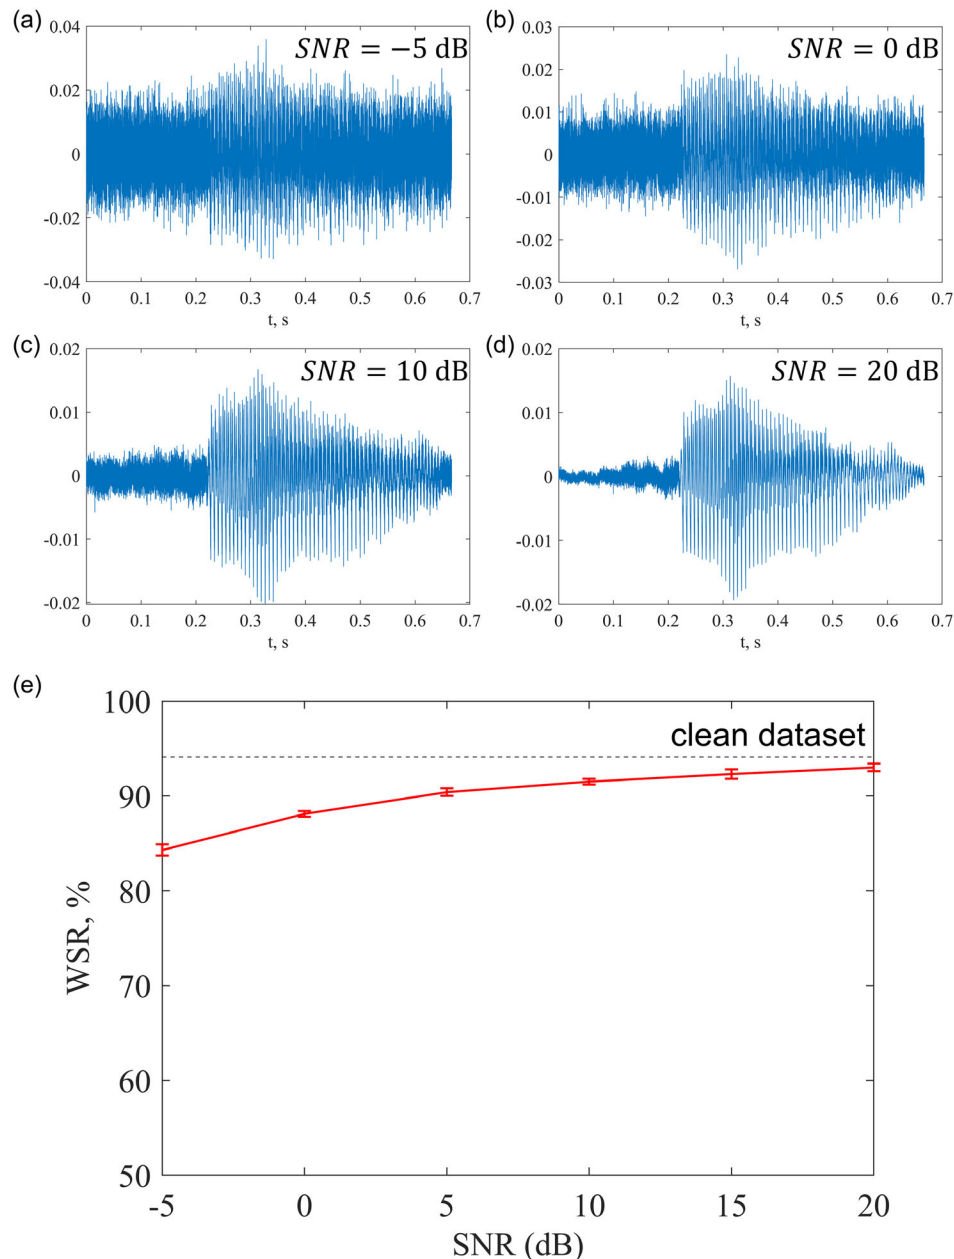 (a)
SNR = −5 dB
0.04
0.02
0
-0.02
-0.04
0 0.1 0.2 0.3 0.4 0.5 0.6 0.7
t, s
(b)
SNR = 0 dB
0.03
0.02
0.01
0
-0.01
-0.02
-0.03
0 0.1 0.2 0.3 0.4 0.5 0.6 0.7
t, s
(c)
SNR = 10 dB
0.02
0.01
0
-0.01
-0.02
0 0.1 0.2 0.3 0.4 0.5 0.6 0.7
t, s
(d)
SNR = 20 dB
0.02
0.01
0
-0.01
-0.02
0 0.1 0.2 0.3 0.4 0.5 0.6 0.7
t, s
(e)
clean dataset
WSR, %
100
90
80
70
60
50
-5 0 5 10 15 20
SNR (dB)